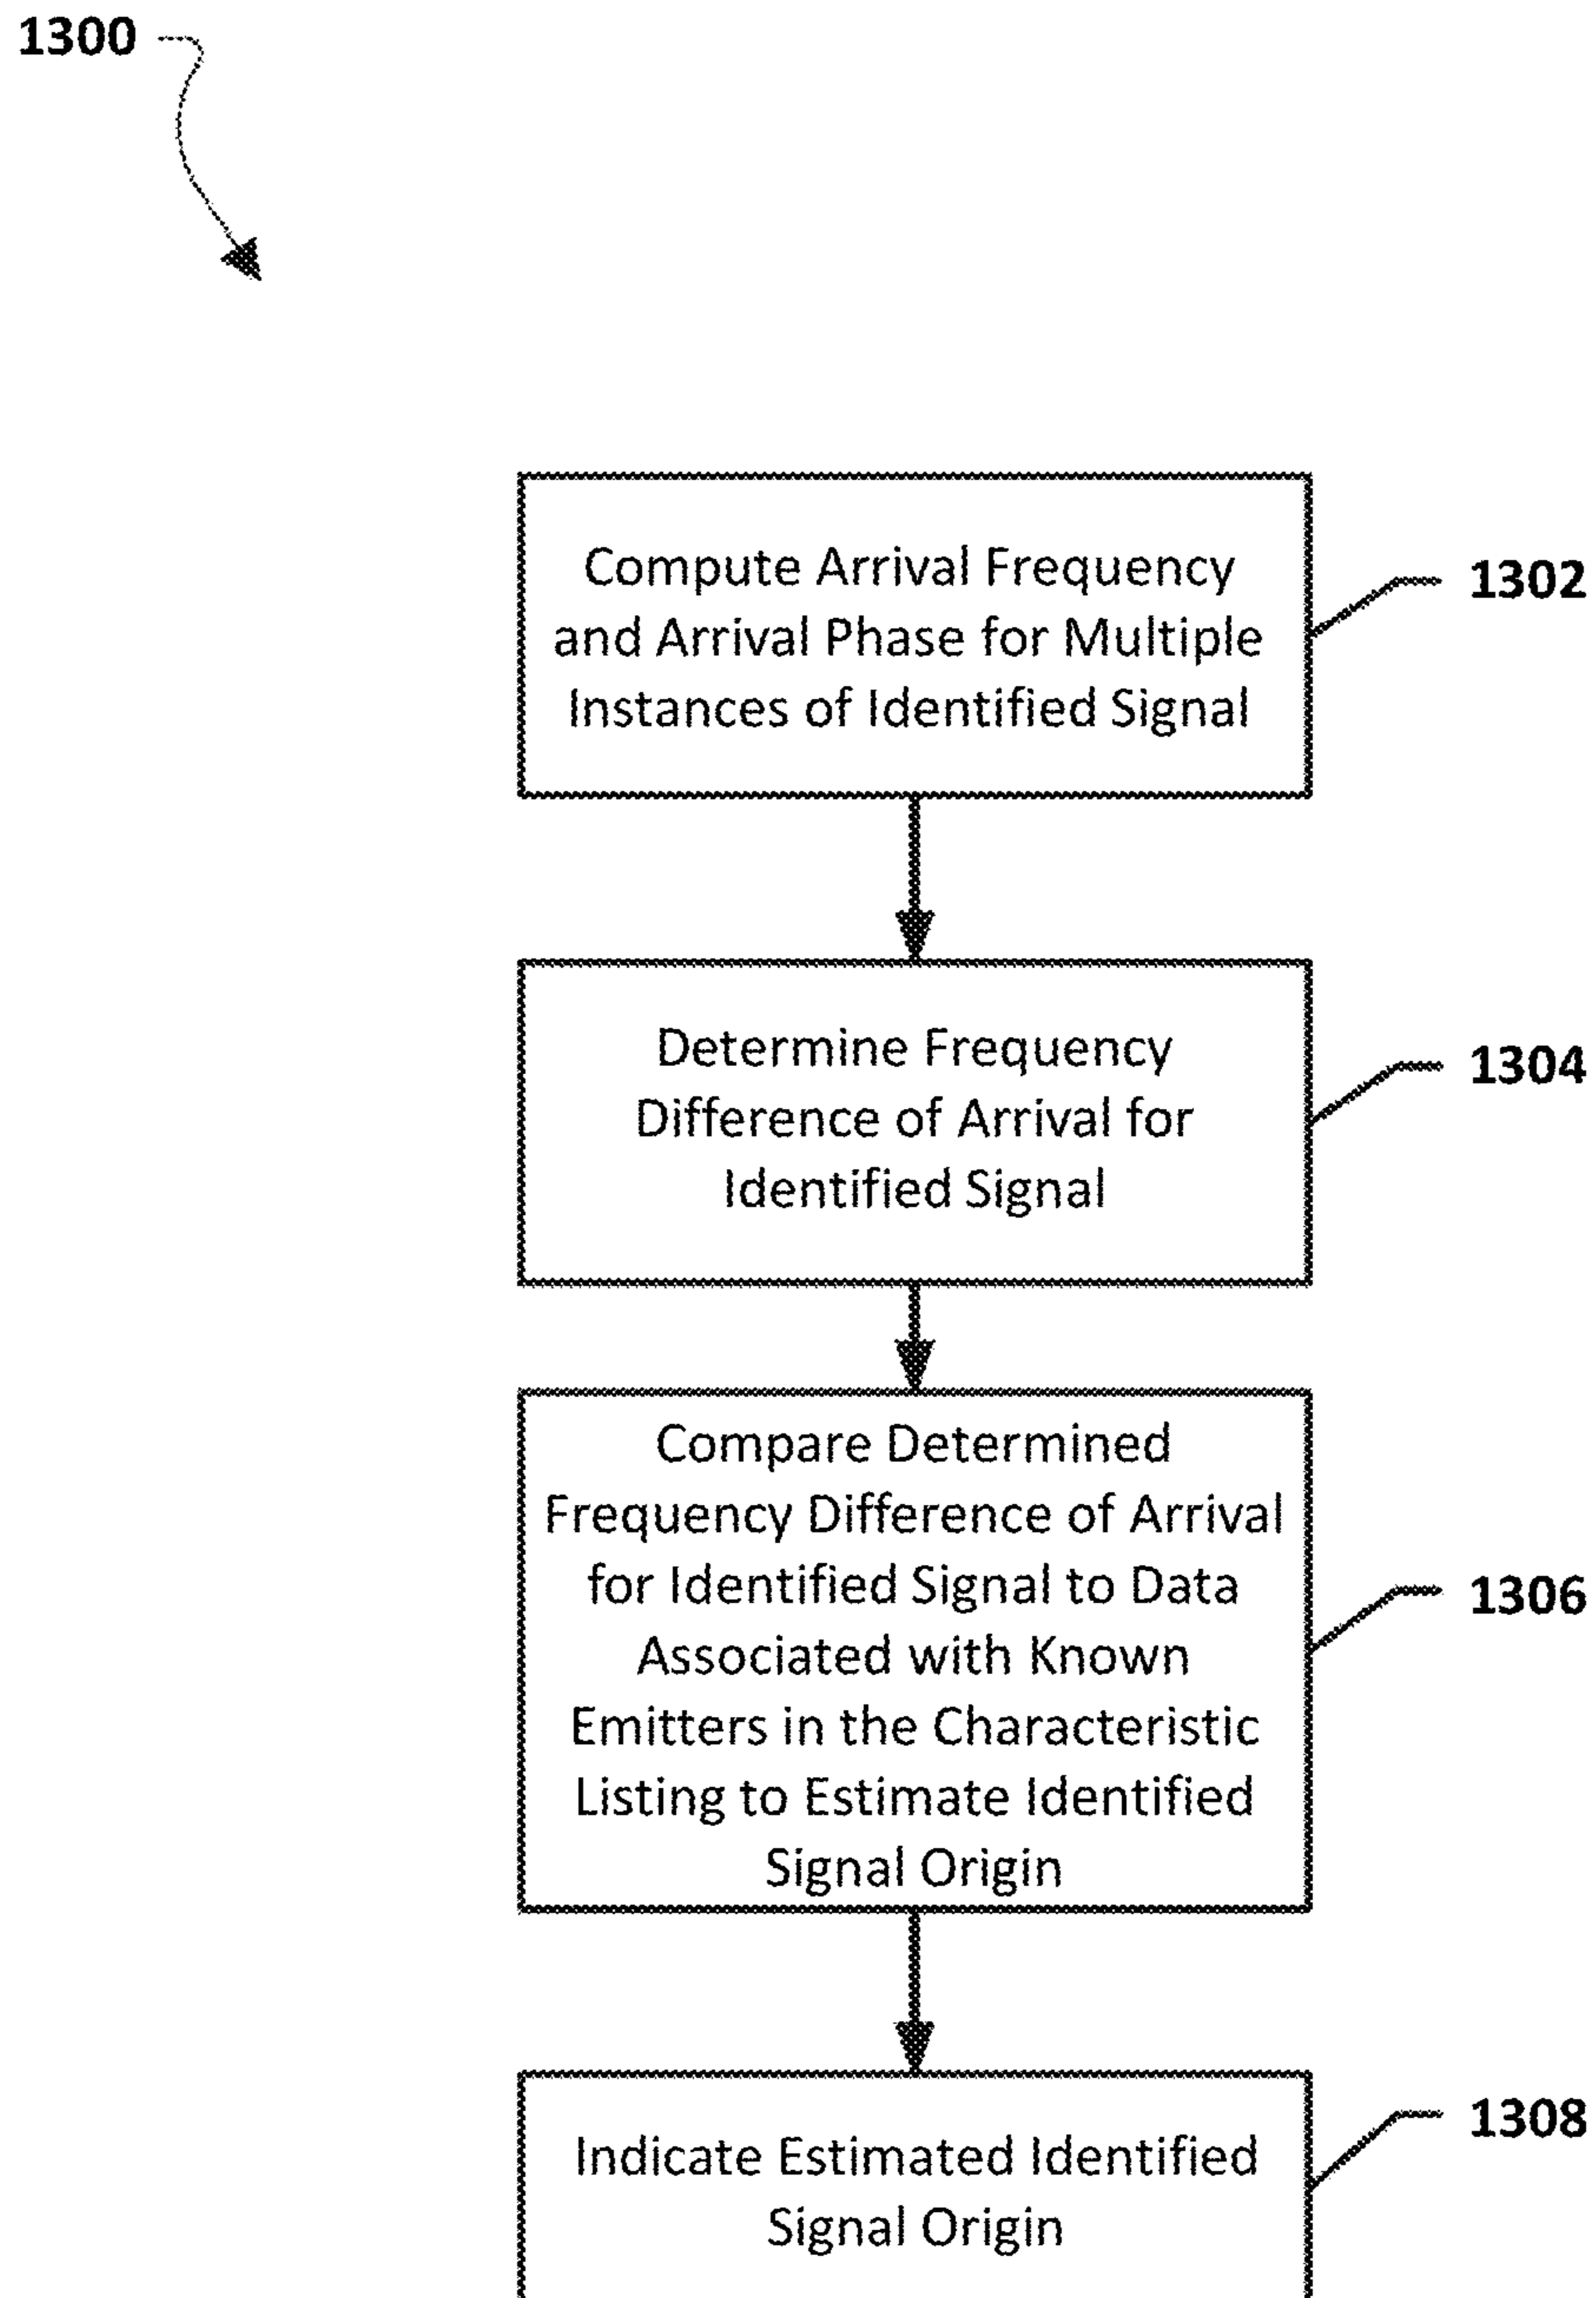 1300
Compute Arrival Frequency
and Arrival Phase for Multiple
Instances of Identified Signal
1302
Determine Frequency
Difference of Arrival for
Identified Signal
1304
Compare Determined
Frequency Difference of Arrival
for Identified Signal to Data
Associated with Known
Emitters in the Characteristic
Listing to Estimate Identified
Signal Origin
1306
Indicate Estimated Identified
Signal Origin
1308